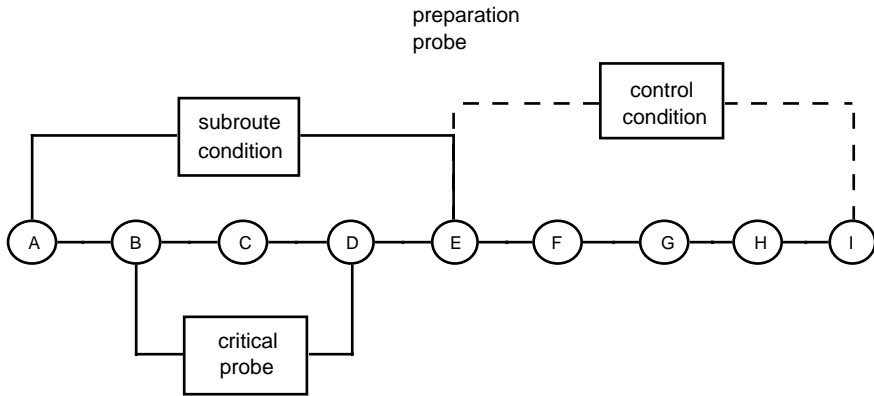 preparation
probe
control
condition
subroute
condition
A B C D E F G H I
critical
probe